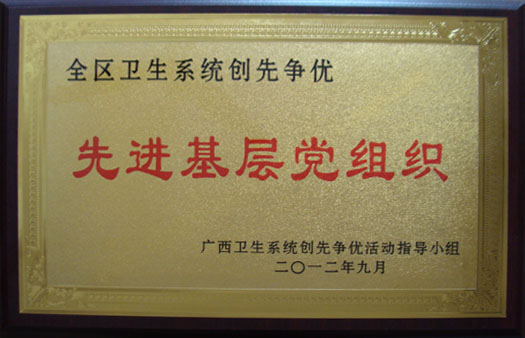 全区卫生系统创先争优
先进基层党组织
广西卫生系统创先争优活动指导小组
二〇一二年九月